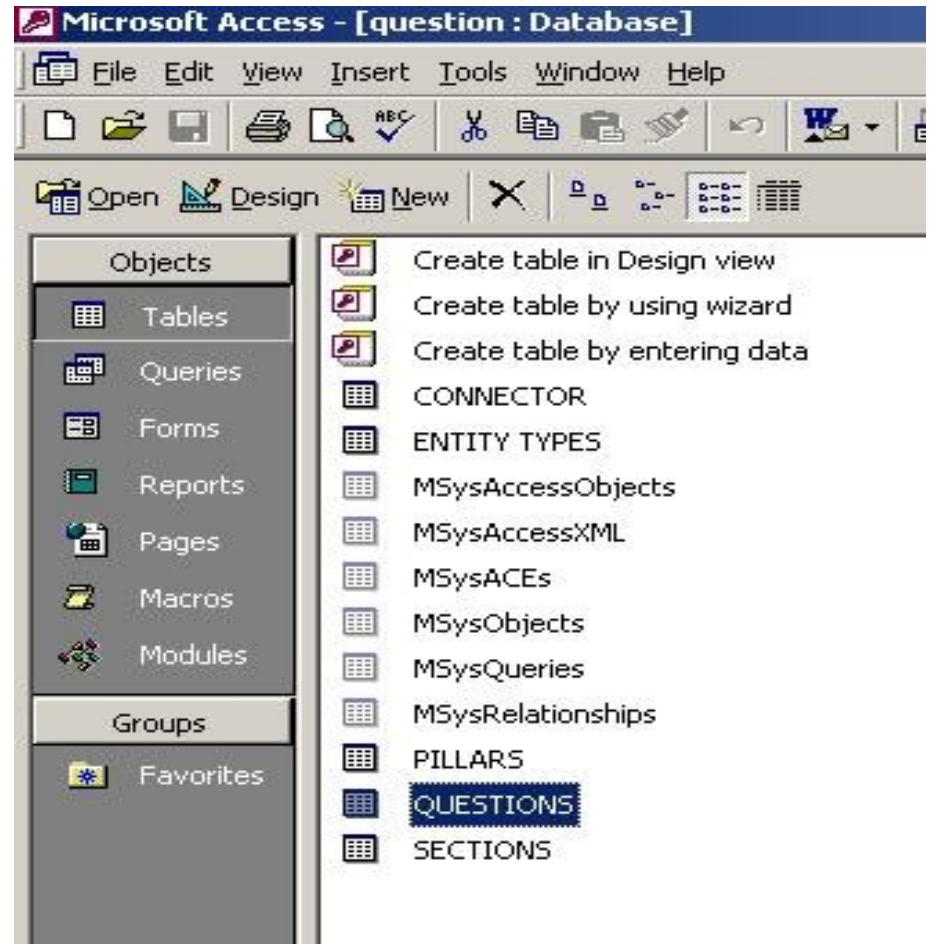 Microsoft Access - [question : Database]
File Edit View Insert Tools Window Help
ABC W
Open Design New
Objects
Tables
Queries
Forms
Reports
Pages
Macros
Modules
Groups
Favorites
Create table in Design view
Create table by using wizard
Create table by entering data
CONNECTOR
ENTITY TYPES
MSysAccessObjects
MSysAccessXML
MSysACEs
MSysObjects
MSysQueries
MSysRelationships
PILLARS
QUESTIONS
SECTIONS